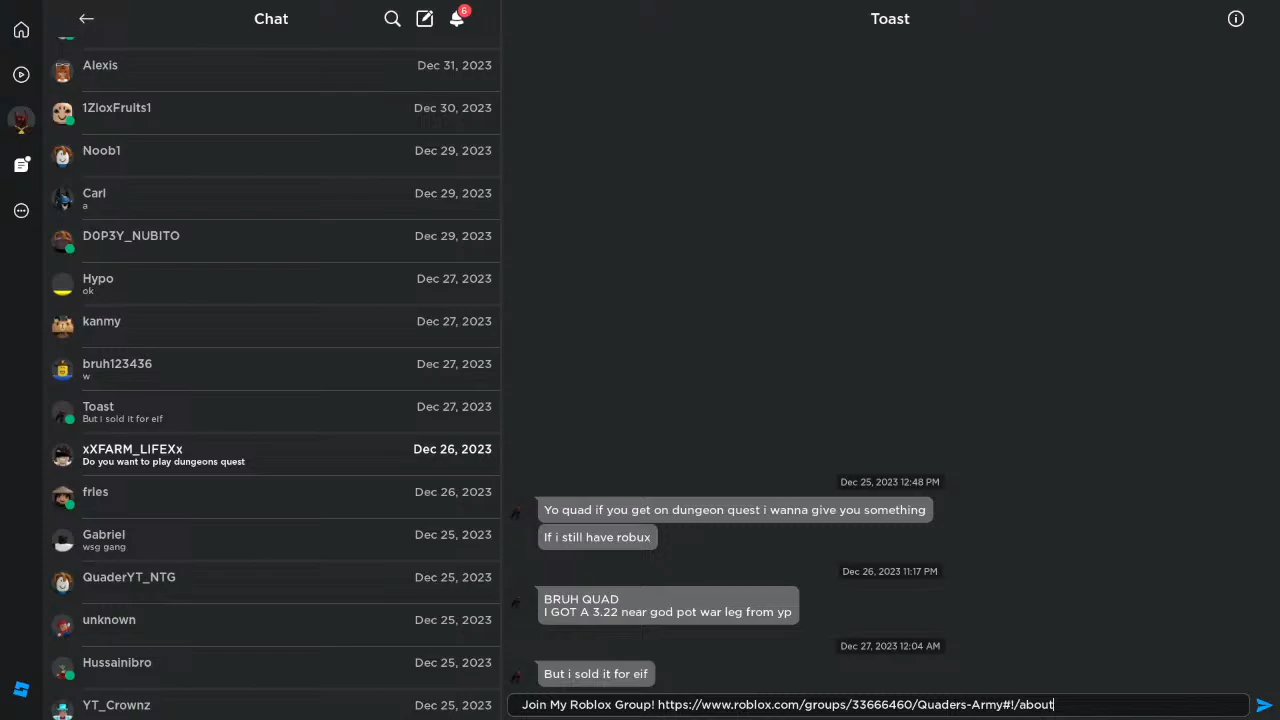 Chat
6
Alexis
Dec 31, 2023
1ZloxFruits1
Dec 30, 2023
Noob1
Dec 29, 2023
Carl
Dec 29, 2023
a
D0P3Y_NUBITO
Dec 29, 2023
Hypo
Dec 27, 2023
ok
kanmy
Dec 27, 2023
bruh123436
Dec 27, 2023
w
Toast
Dec 27, 2023
But i sold it for elf
xXFARM_LIFEXx
Dec 26, 2023
Do you want to play dungeons quest
fries
Dec 26, 2023
Gabriel
Dec 25, 2023
wsg gang
QuaderYT_NTG
Dec 25, 2023
unknown
Dec 25, 2023
Hussainibro
Dec 25, 2023
YT_Crownz
Dec 25, 2023
Toast
Dec 25, 2023 12:48 PM
Yo quad if you get on dungeon quest i wanna give you something
If i still have robux
Dec 26, 2023 11:17 PM
BRUH QUAD
I GOT A 3.22 near god pot war leg from yp
Dec 27, 2023 12:04 AM
But i sold it for eif
Join My Roblox Group! https://www.roblox.com/groups/33666460/Quaders-Army#!/about